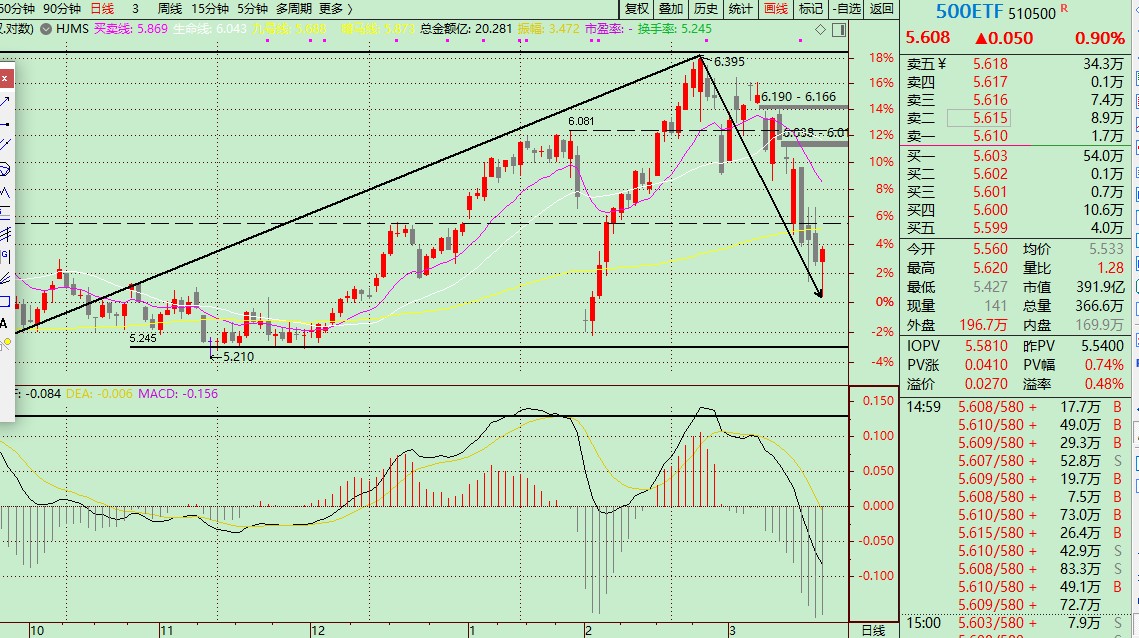 60分钟 90分钟 日线 3 周线 15分钟 5分钟 多周期 更多 〉 复权 叠加 历史 统计 画线 标记 -自选 返回
对数) HJMS 买卖线: 5.869 生命线: 6.043 5.873 总金额亿: 20.281 振幅: 3.472 市盈率: - 换手率: 5.245
18%
16%
14%
12%
10%
8%
6%
4%
2%
0%
-2%
-4%
6.395
6.190 - 6.166
6.081
5.245
5.210
-0.084 DEA: -0.006 MACD: -0.156
0.150
0.100
0.050
0.000
-0.050
-0.100
10 11 12 1 2 3 日线
500ETF 510500 R
5.608 ▲0.050 0.90%
卖五 ¥ 5.618 34.3万
卖四 5.617 0.1万
卖三 5.616 7.4万
卖二 5.615 8.9万
卖一 5.610 1.7万
买一 5.603 54.0万
买二 5.602 0.1万
买三 5.601 0.7万
买四 5.600 10.6万
买五 5.599 4.0万
今开 5.560 均价 5.533
最高 5.620 量比 1.28
最低 5.427 市值 391.9亿
现量 141 总量 366.6万
外盘 196.7万 内盘 169.9万
IOPV 5.5810 昨PV 5.5400
PV涨 0.0410 PV幅 0.74%
溢价 0.0270 溢率 0.48%
14:59 5.608/580 + 17.7万 B
5.610/580 + 49.0万 B
5.609/580 + 29.3万 B
5.607/580 + 52.8万 S
5.609/580 + 19.7万 B
5.608/580 + 7.5万 B
5.610/580 + 73.0万 B
5.615/580 + 26.4万 B
5.610/580 + 42.9万 S
5.608/580 + 83.3万 S
5.610/580 + 49.1万 B
5.609/580 + 72.7万
15:00 5.603/580 + 7.9万 S